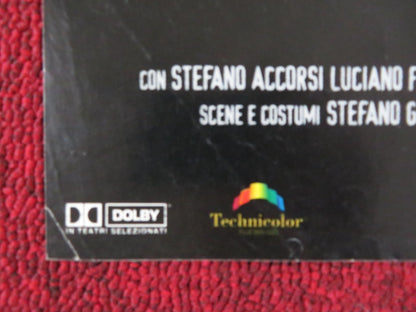 CON STEFANO ACCORSI LUCIANO F
SCENE E COSTUMI STEFANO G
DOLBY
IN TEATRI SELEZIONATI
Technicolor